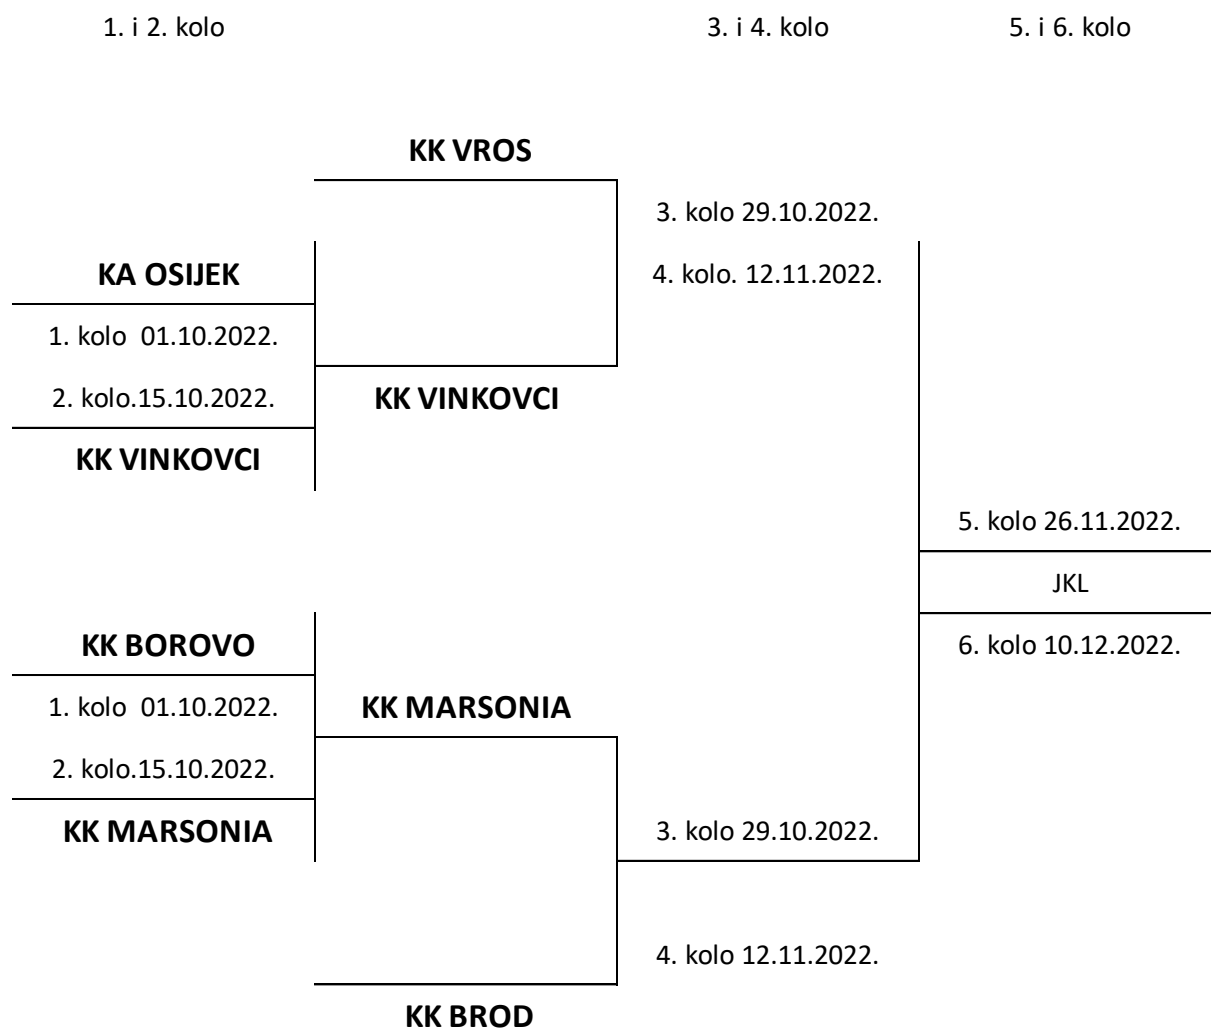 1. i 2. kolo
3. i 4. kolo
5. i 6. kolo
KK VROS
3. kolo 29.10.2022.
KA OSIJEK
4. kolo. 12.11.2022.
1. kolo  01.10.2022.
2. kolo.15.10.2022.
KK VINKOVCI
KK VINKOVCI
5. kolo 26.11.2022.
JKL
KK BOROVO
6. kolo 10.12.2022.
1. kolo  01.10.2022.
KK MARSONIA
2. kolo.15.10.2022.
KK MARSONIA
3. kolo 29.10.2022.
4. kolo 12.11.2022.
KK BROD